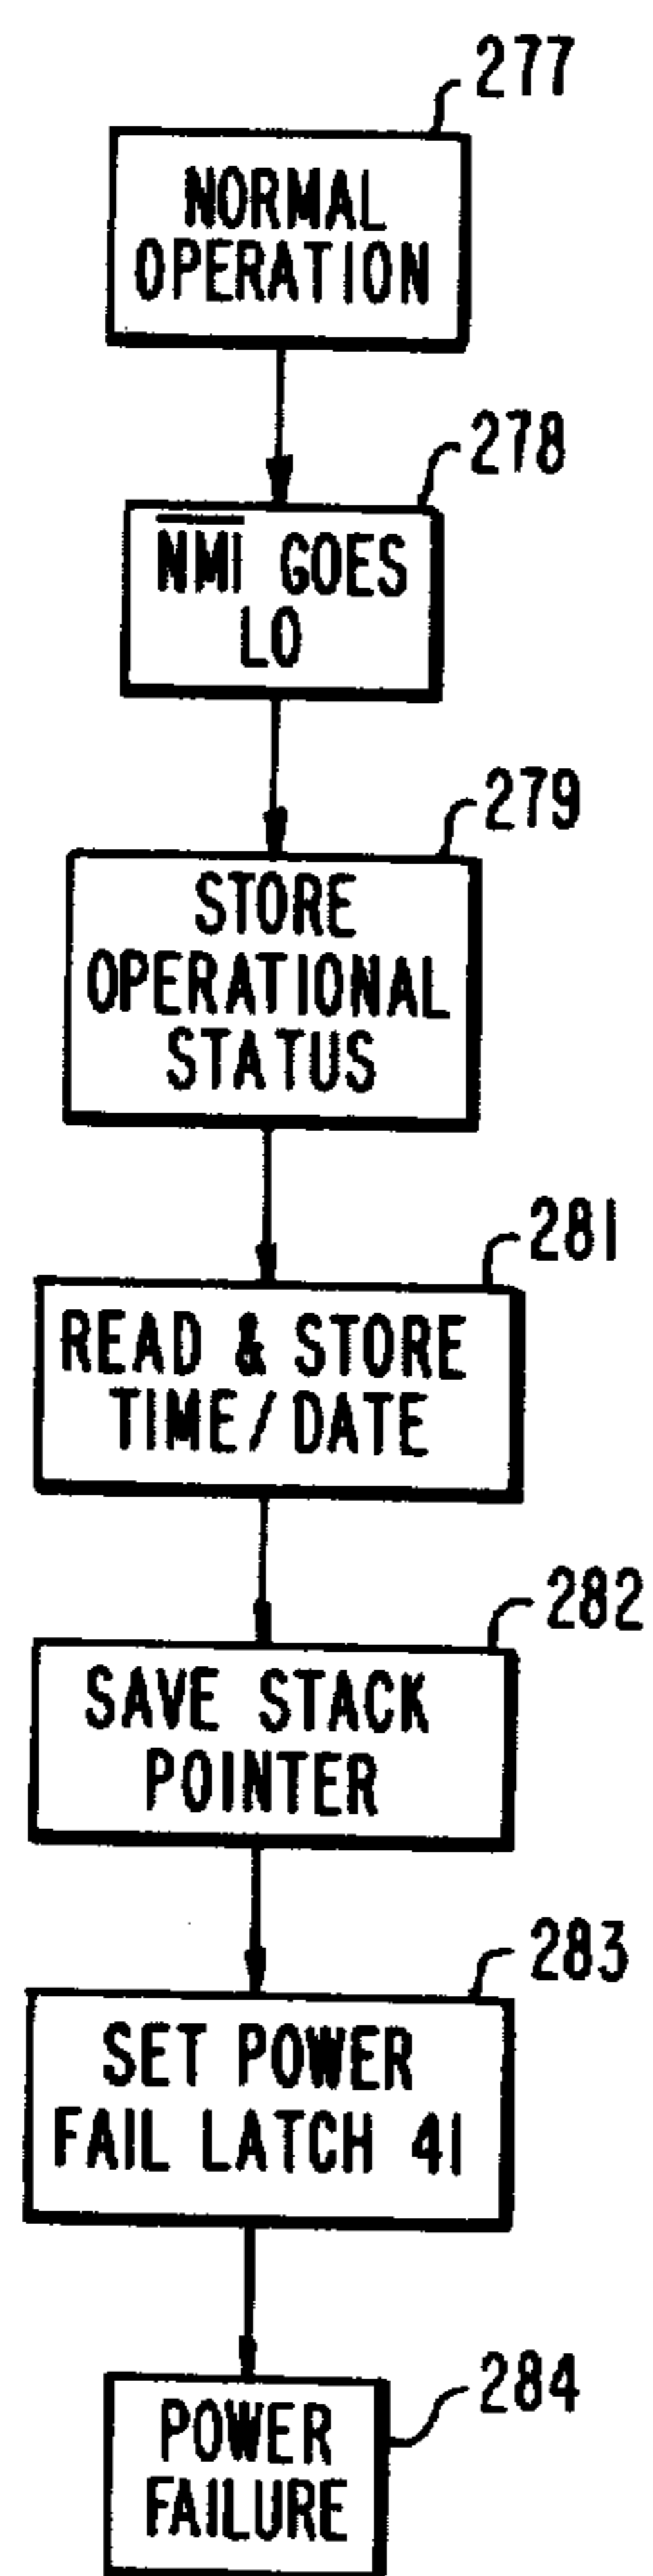 277
NORMAL
OPERATION
278
N̅M̅I̅ GOES
LO
279
STORE
OPERATIONAL
STATUS
281
READ & STORE
TIME/DATE
282
SAVE STACK
POINTER
283
SET POWER
FAIL LATCH 41
284
POWER
FAILURE